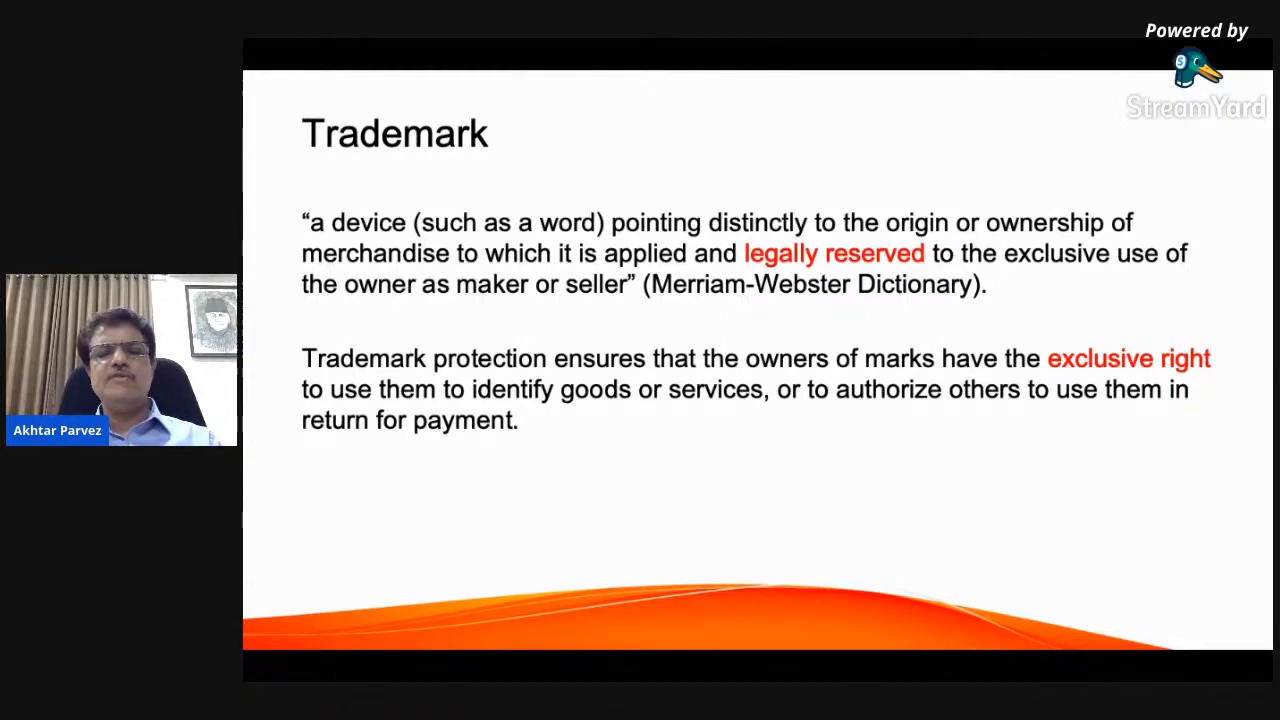 Powered by
StreamYard
Trademark
“a device (such as a word) pointing distinctly to the origin or ownership of
merchandise to which it is applied and legally reserved to the exclusive use of
the owner as maker or seller” (Merriam-Webster Dictionary).
Trademark protection ensures that the owners of marks have the exclusive right
to use them to identify goods or services, or to authorize others to use them in
return for payment.
Akhtar Parvez